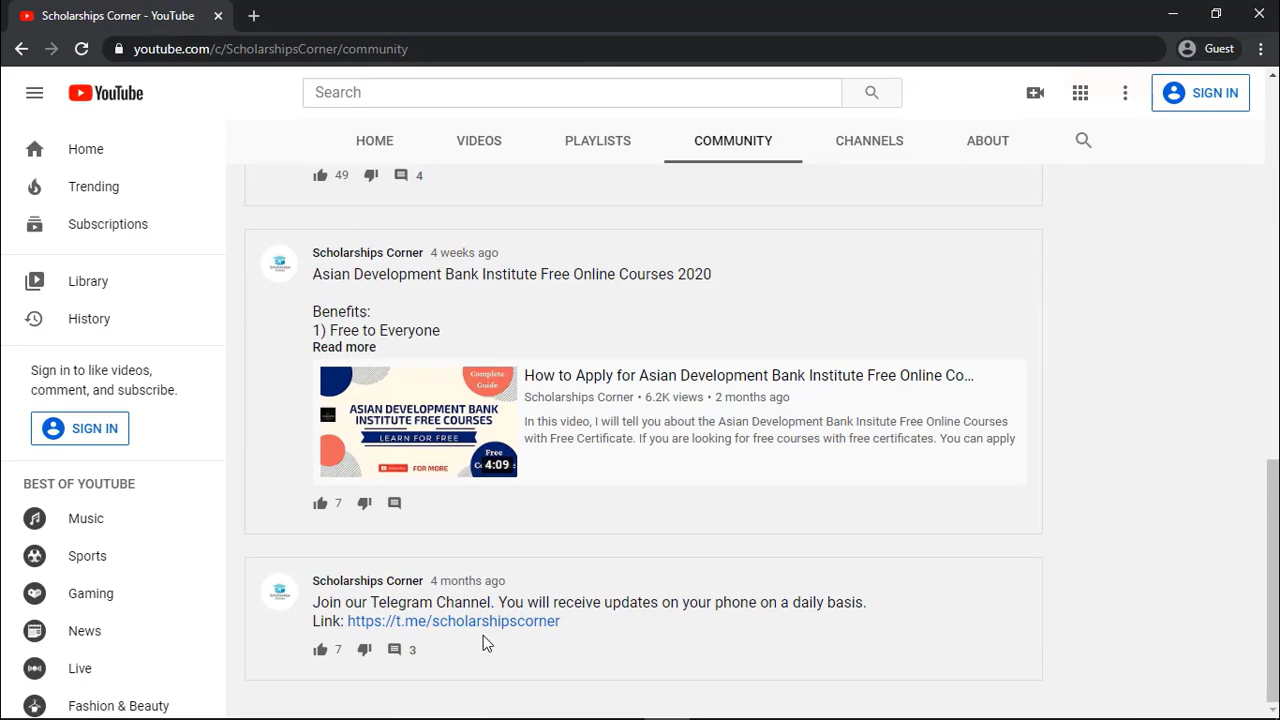 Scholarships Corner - YouTube
youtube.com/c/ScholarshipsCorner/community
Guest
YouTube
Search
SIGN IN
HOME
VIDEOS
PLAYLISTS
COMMUNITY
CHANNELS
ABOUT
Home
Trending
Subscriptions
Library
History
Sign in to like videos,
comment, and subscribe.
SIGN IN
BEST OF YOUTUBE
Music
Sports
Gaming
News
Live
Fashion & Beauty
49
4
Scholarships Corner 4 weeks ago
Asian Development Bank Institute Free Online Courses 2020
Benefits:
1) Free to Everyone
Read more
Complete
Guide
ASIAN DEVELOPMENT BANK
INSTITUTE FREE COURSES
LEARN FOR FREE
Free
FOR MORE
4:09
How to Apply for Asian Development Bank Institute Free Online Co...
Scholarships Corner • 6.2K views • 2 months ago
In this video, I will tell you about the Asian Development Bank Insitute Free Online Courses
with Free Certificate. If you are looking for free courses with free certificates. You can apply
7
Scholarships Corner 4 months ago
Join our Telegram Channel. You will receive updates on your phone on a daily basis.
Link: https://t.me/scholarshipscorner
7
3